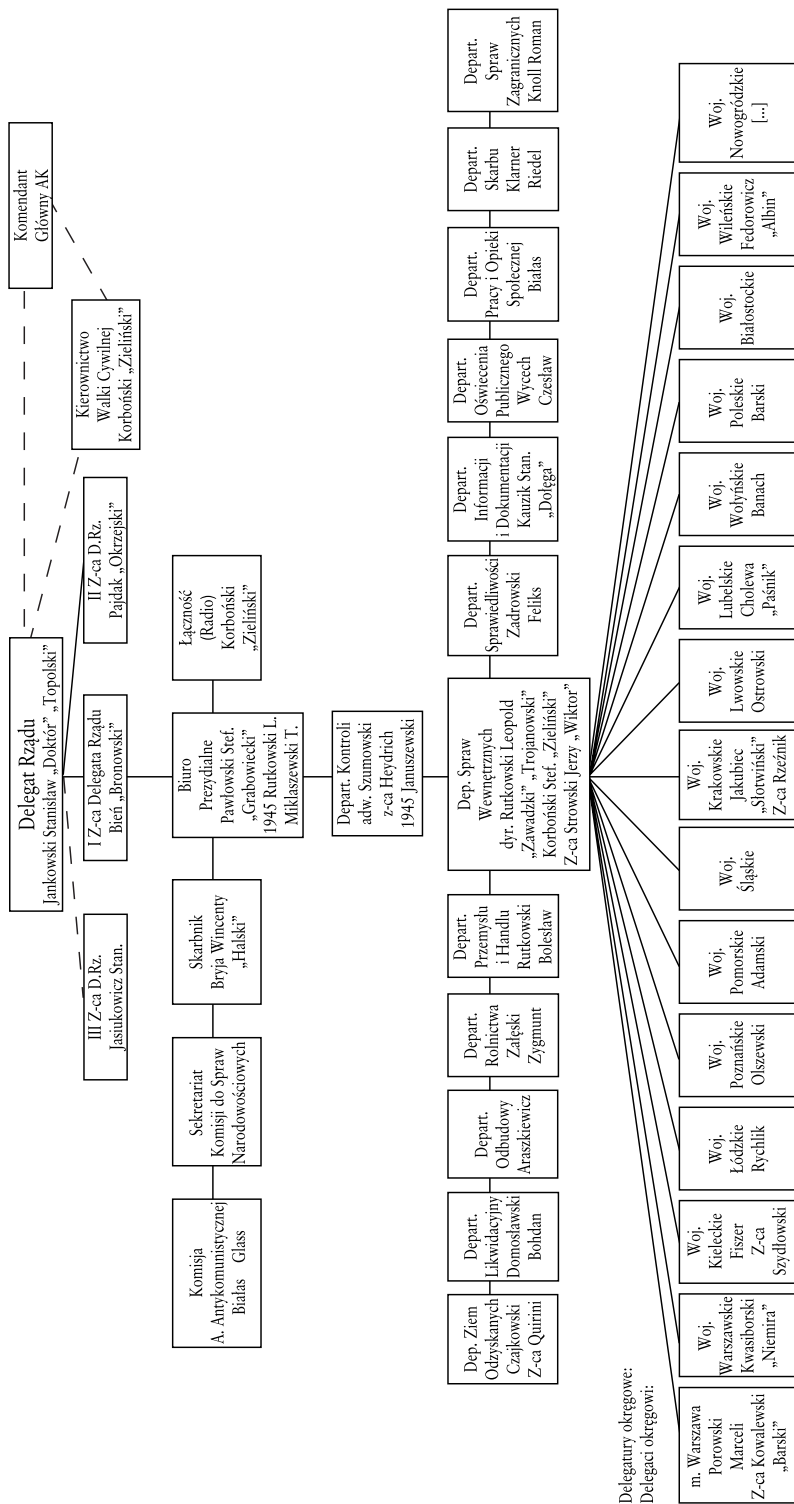 Delegat Rządu
Jankowski Stanisław „Doktór” „Topolski”
Komendant
Główny AK
Kierownictwo
Walki Cywilnej
Korboński „Zieliński”
III Z-ca D.Rz.
Jasiukowicz Stan.
I Z-ca Delegata Rządu
Bień „Bronowski”
II Z-ca D.Rz.
Pajdak „Okrzejski”
Komisja
A. Antykomunistycznej
Białas Glass
Sekretariat
Komisji do Spraw
Narodowościowych
Skarbnik
Bryja Wincenty
„Halski”
Biuro
Prezydialne
Pawłowski Stef.
„Grabowiecki”
1945 Rutkowski L.
Miklaszewski T.
Łączność
(Radio)
Korboński
„Zieliński”
Depart. Kontroli
adw. Szumowski
z-ca Heydrich
1945 Januszewski
Dep. Ziem
Odzyskanych
Czajkowski
Z-ca Quirini
Depart.
Likwidacyjny
Domosławski
Bohdan
Depart.
Odbudowy
Araszkiewicz
Depart.
Rolnictwa
Załęski
Zygmunt
Depart.
Przemysłu
i Handlu
Rutkowski
Bolesław
Dep. Spraw
Wewnętrznych
dyr. Rutkowski Leopold
„Zawadzki” „Trojanowski”
Korboński Stef. „Zieliński”
Z-ca Strowski Jerzy „Wiktor”
Depart.
Sprawiedliwości
Zadrowski
Feliks
Depart.
Informacji
i Dokumentacji
Kauzik Stan.
„Dołęga”
Depart.
Oświecenia
Publicznego
Wycech
Czesław
Depart.
Pracy i Opieki
Społecznej
Białas
Depart.
Skarbu
Klarner
Riedel
Depart.
Spraw
Zagranicznych
Knoll Roman
Delegatury okręgowe:
Delegaci okręgowi:
m. Warszawa
Porowski
Marceli
Z-ca Kowalewski
„Barski”
Woj.
Warszawskie
Kwasiborski
„Niemira”
Woj.
Kieleckie
Fiszer
Z-ca
Szydłowski
Woj.
Łódzkie
Rychlik
Woj.
Poznańskie
Olszewski
Woj.
Pomorskie
Adamski
Woj.
Śląskie
Woj.
Krakowskie
Jakubiec
„Słotwiński”
Z-ca Rzeźnik
Woj.
Lwowskie
Ostrowski
Woj.
Lubelskie
Cholewa
„Paśnik”
Woj.
Wołyńskie
Banach
Woj.
Poleskie
Barski
Woj.
Białostockie
Woj.
Wileńskie
Fedorowicz
„Albin”
Woj.
Nowogródzkie
[...]